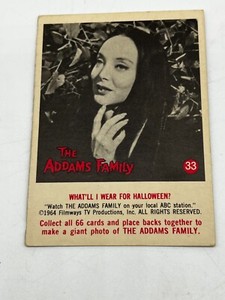 THE
ADDAMS FAMILY
33
WHAT'LL I WEAR FOR HALLOWEEN?
"Watch THE ADDAMS FAMILY on your local ABC station."
©1964 Filmways TV Productions, Inc. ALL RIGHTS RESERVED.
Collect all 66 cards and place backs together to
make a giant photo of THE ADDAMS FAMILY.